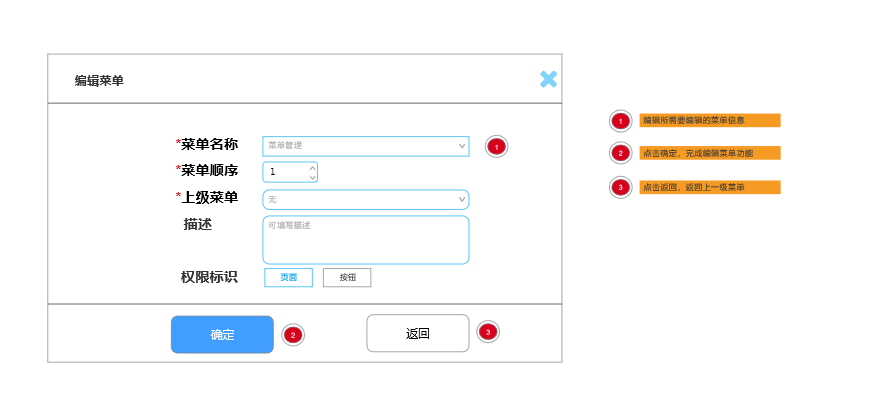 编辑菜单
*菜单名称
菜单管理
1
*菜单顺序
1
*上级菜单
无
描述
可填写描述
权限标识
页面
按钮
确定
2
返回
3
1
编辑所需要编辑的菜单信息
2
点击确定，完成编辑菜单功能
3
点击返回，返回上一级菜单